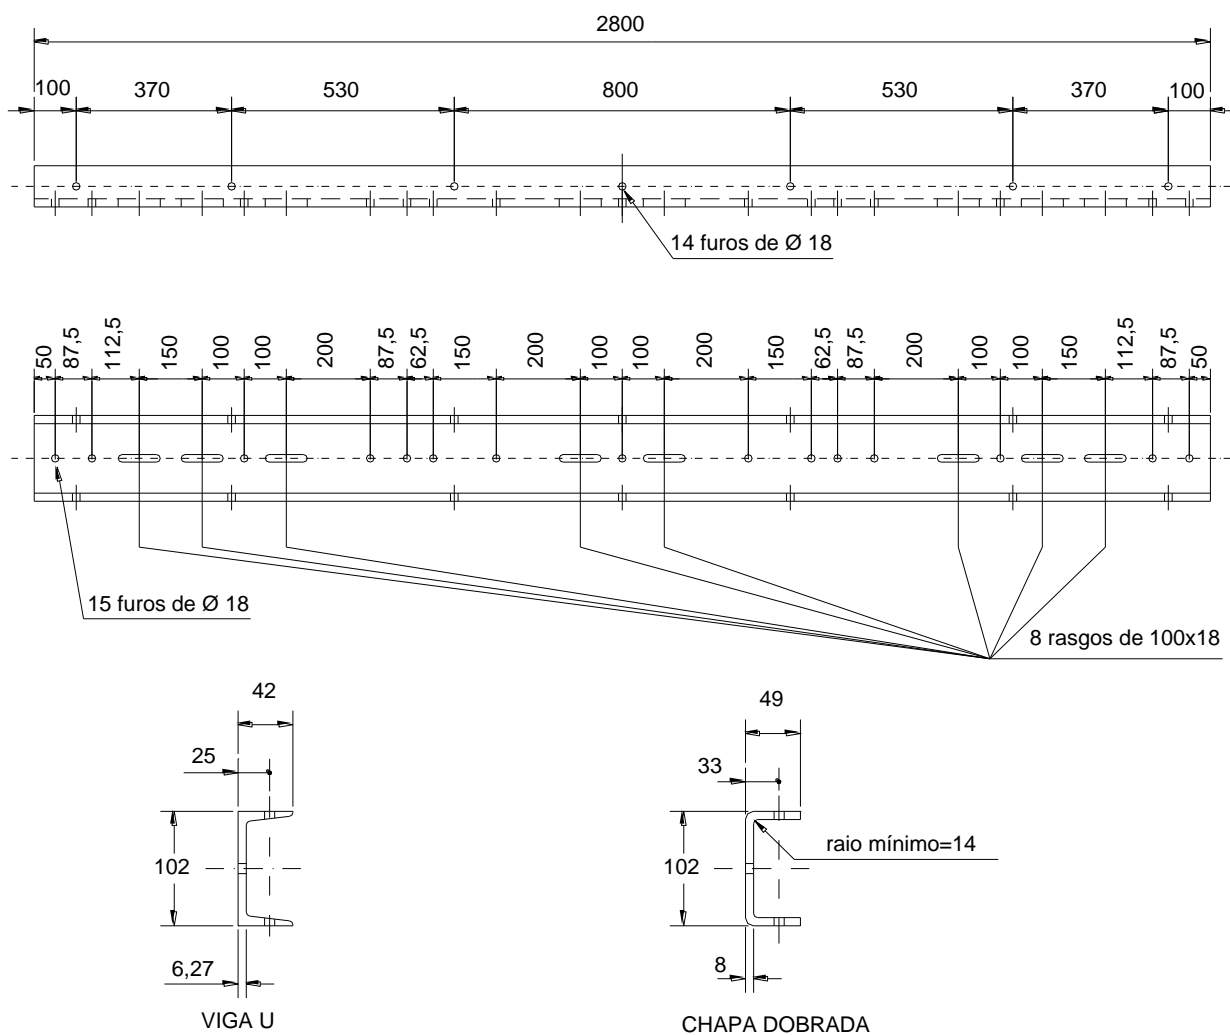 2800
100 370 530 800 530 370 100
14 furos de Ø 18
50 87,5 112,5 150 100 100 200 87,5 62,5 150 200 100 100 200 150 62,5 87,5 200 100 100 150 112,5 87,5 50
15 furos de Ø 18
8 rasgos de 100x18
42
25
102
6,27
VIGA U
49
33
raio mínimo=14
102
8
CHAPA DOBRADA